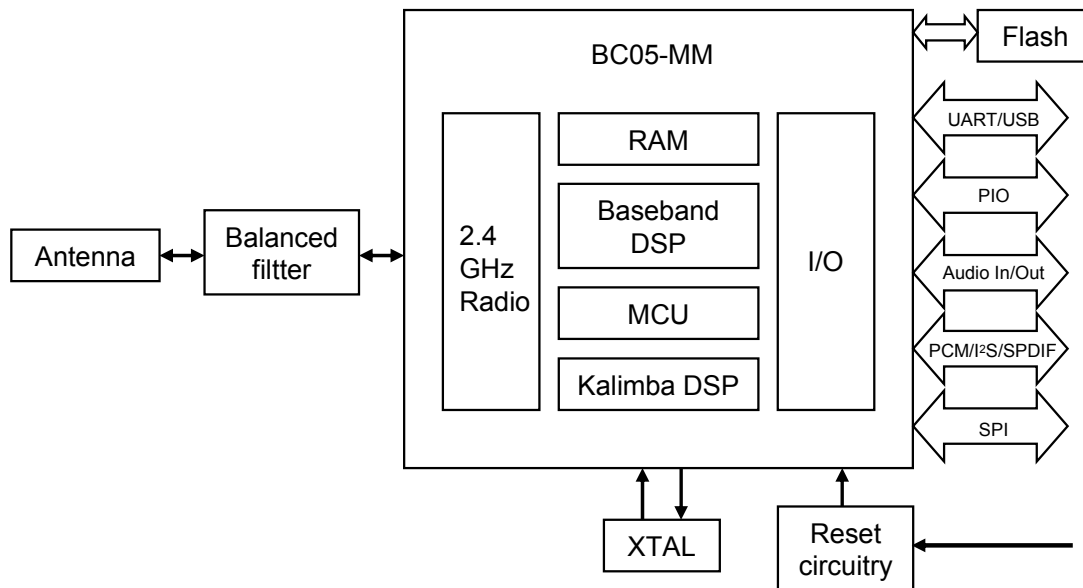 BC05-MM
Flash
UART/USB
PIO
Audio In/Out
PCM/I²S/SPDIF
SPI
RAM
Baseband
DSP
MCU
Kalimba DSP
2.4
GHz
Radio
I/O
Antenna
Balanced
filtter
XTAL
Reset
circuitry